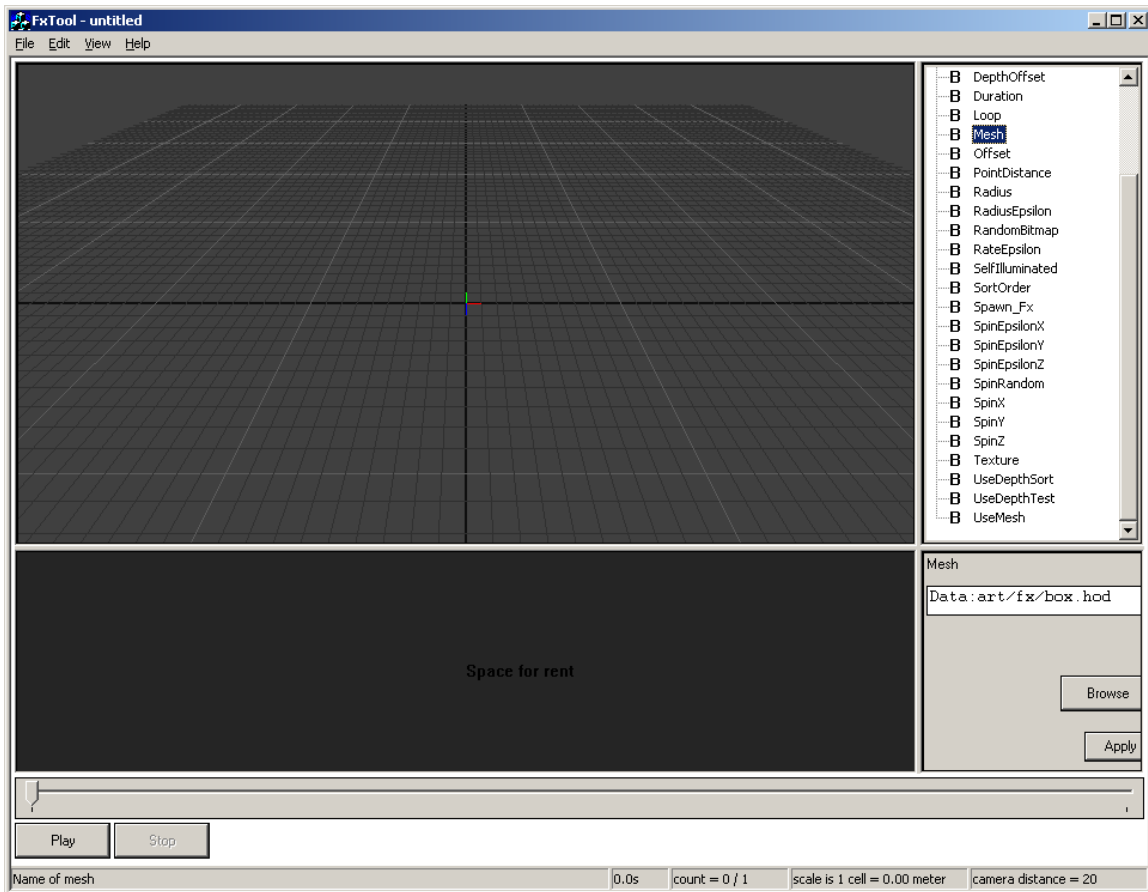 FxTool - untitled
File Edit View Help
B DepthOffset
B Duration
B Loop
B Mesh
B Offset
B PointDistance
B Radius
B RadiusEpsilon
B RandomBitmap
B RateEpsilon
B SelfIlluminated
B SortOrder
B Spawn_Fx
B SpinEpsilonX
B SpinEpsilonY
B SpinEpsilonZ
B SpinRandom
B SpinX
B SpinY
B SpinZ
B Texture
B UseDepthSort
B UseDepthTest
B UseMesh
Mesh
Data:art/fx/box.hod
Space for rent
Browse
Apply
Play Stop
Name of mesh 0.0s count = 0 / 1 scale is 1 cell = 0.00 meter camera distance = 20